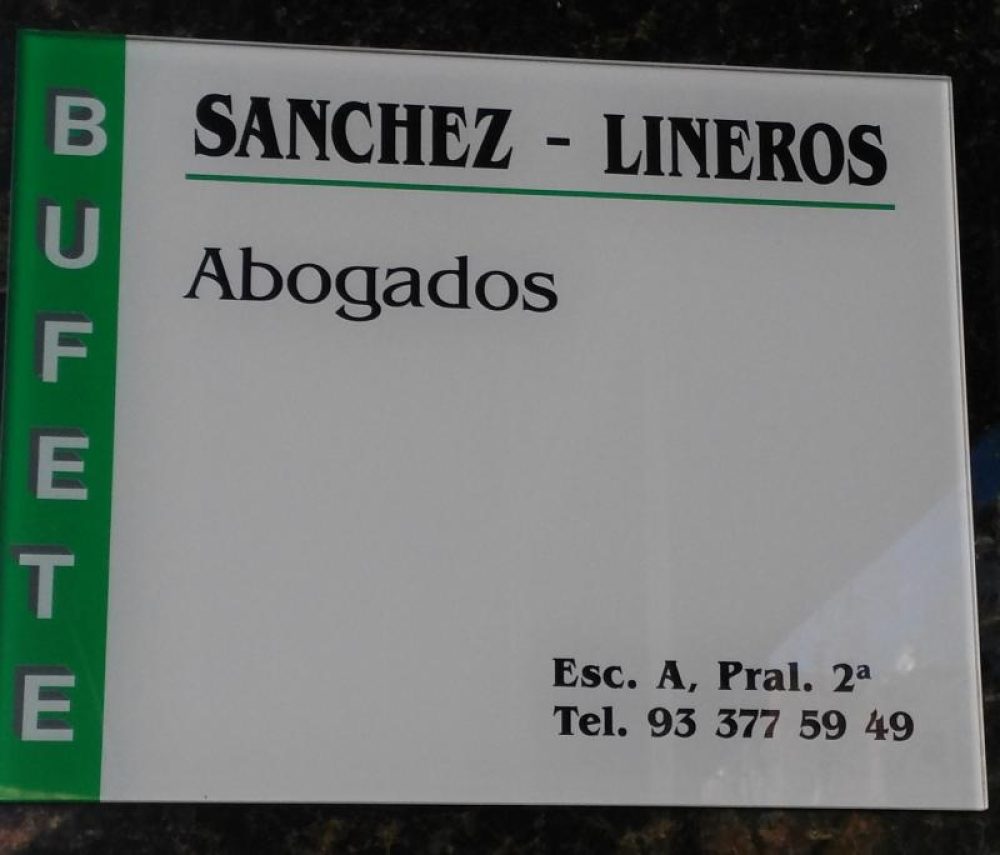 BUFETE
SANCHEZ - LINEROS
Abogados
Esc. A, Pral. 2ª
Tel. 93 377 59 49